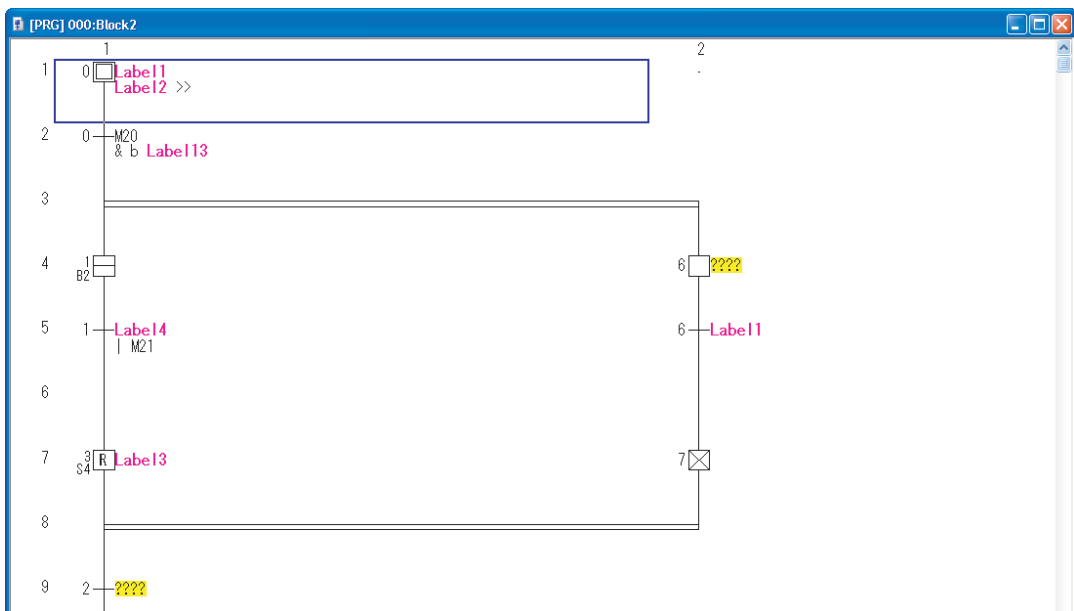 [PRG] 000:Block2
1 2
1 0 Label1
Label2 >>
2 0 M20
& b Label13
3
4 1 6 ????
B2
5 1 Label4 6 Label1
| M21
6
7 3 R Label3 7
S4
8
9 2 ????